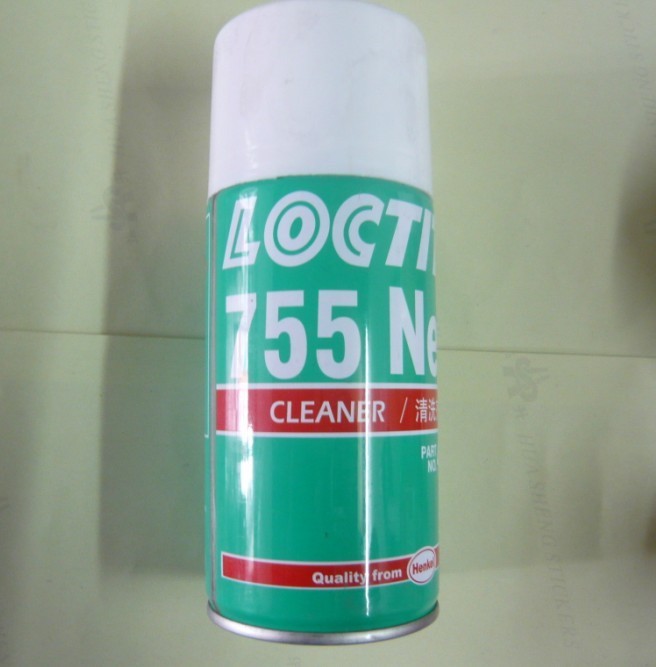 LOCTIT
755 Ne
CLEANER / 清洗
PART
NO.
Quality from Henkel